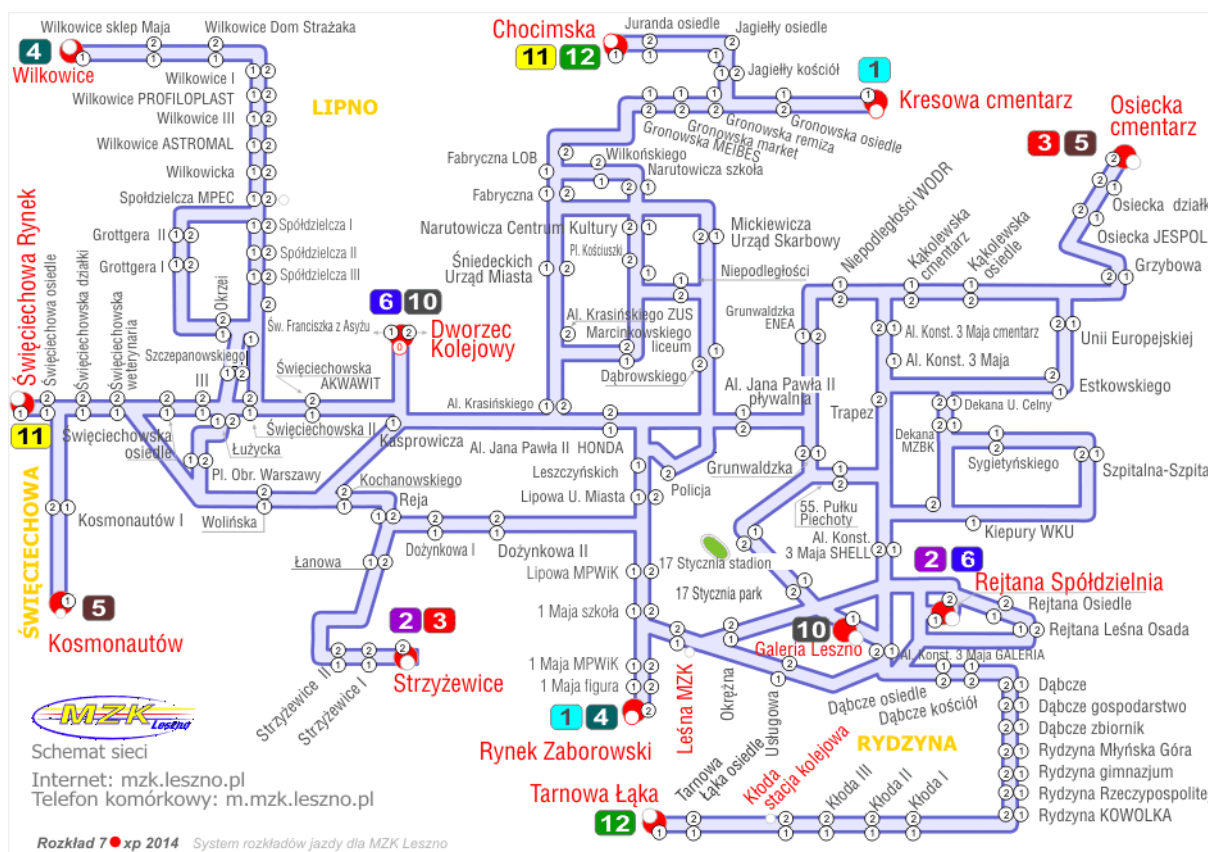 Wilkowice sklep Maja
Wilkowice Dom Strażaka
4
Wilkowice
Wilkowice I
Wilkowice PROFILOPLAST
Wilkowice III
Wilkowice ASTROMAL
Wilkowicka
Spółdzielcza MPEC
LIPNO
Grottgera II
Grottgera I
Spółdzielcza I
Spółdzielcza II
Spółdzielcza III
Okrzei
Szczepanowskiego
III
Chocimska
11 12
Juranda osiedle
Jagiełły osiedle
Jagiełły kościół
1
Kresowa cmentarz
Gronowska MEIBES
Gronowska market
Gronowska remiza
Gronowska osiedle
Osiecka
cmentarz
3 5
Osiecka działk
Osiecka JESPOL
Grzybowa
Fabryczna LOB
Fabryczna
Wilkońskiego
Narutowicza szkoła
Narutowicza Centrum Kultury
Pl. Kościuszki
Mickiewicza
Urząd Skarbowy
Śniedeckich
Urząd Miasta
Niepodległości
Niepodległości WODR
Kąkolewska
cmentarz
Kąkolewska
osiedle
Al. Krasińskiego ZUS
Marcinkowskiego
liceum
Dąbrowskiego
Grunwaldzka
ENEA
Al. Konst. 3 Maja cmentarz
Al. Konst. 3 Maja
Unii Europejskiej
Estkowskiego
Święciechowa Rynek
Święciechowa osiedle
Święciechowska działki
Święciechowska
weterynaria
11
ŚWIĘCIECHOWA
Św. Franciszka z Asyżu
6 10
Dworzec
Kolejowy
Święciechowska
AKWAWIT
Święciechowska
osiedle
Święciechowska II
Łużycka
Pl. Obr. Warszawy
Kasprowicza
Al. Krasińskiego
Al. Jana Pawła II HONDA
Al. Jana Pawła II
pływalnia
Trapez
Dekana U. Celny
Dekana
MZBK
Sygietyńskiego
Szpitalna-Szpita
Kiepury WKU
Leszczyńskich
Policja
Lipowa U. Miasta
Grunwaldzka
55. Pułku
Piechoty
Al. Konst.
3 Maja SHELL
Kochanowskiego
Wolińska
Reja
Dożynkowa I
Dożynkowa II
Łanowa
Kosmonautów I
5
Kosmonautów
2 3
Strzyżewice
Strzyżewice II
Strzyżewice I
Lipowa MPWiK
1 Maja szkoła
1 Maja MPWiK
1 Maja figura
1 4
Rynek Zaborowski
Leśna MZK
17 Stycznia stadion
17 Stycznia park
Okrężna
Usługowa
10
Galeria Leszno
2 6
Rejtana Spółdzielnia
Rejtana Osiedle
Rejtana Leśna Osada
Al. Konst. 3 Maja GALERIA
Dąbcze osiedle
Dąbcze kościół
RYDZYNA
Dąbcze
Dąbcze gospodarstwo
Dąbcze zbiornik
Rydzyna Młyńska Góra
Rydzyna gimnazjum
Rydzyna Rzeczypospolitej
Rydzyna KOWOLKA
Tarnowa Łąka
12
Tarnowa
Łąka osiedle
Kłoda
stacja kolejowa
Kłoda III
Kłoda II
Kłoda I
MZK
Leszno
Schemat sieci
Internet: mzk.leszno.pl
Telefon komórkowy: m.mzk.leszno.pl
Rozkład 7 xp 2014 System rozkładów jazdy dla MZK Leszno